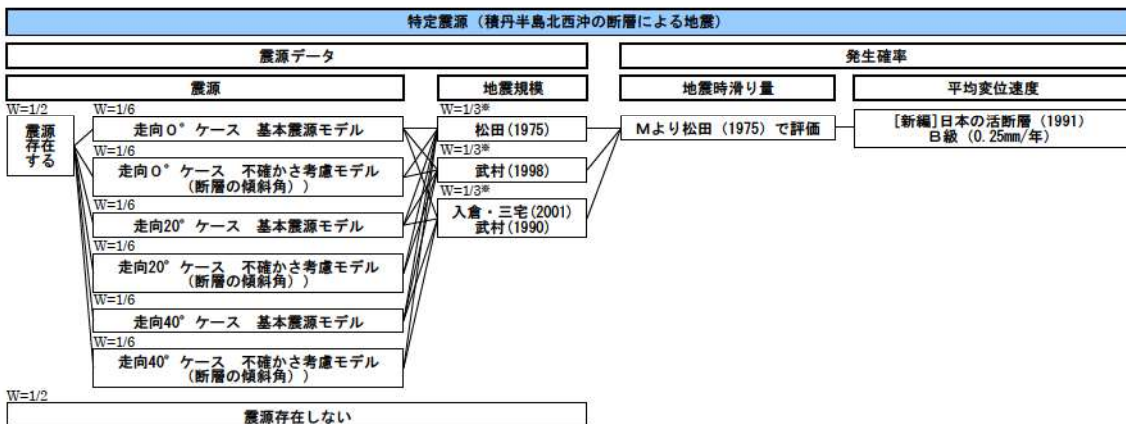 特定震源（積丹半島北西沖の断層による地震）
震源データ
発生確率
震源
地震規模
地震時滑り量
平均変位速度
W=1/2
震源
存在
する
W=1/6
走向0°ケース 基本震源モデル
W=1/6
走向0°ケース 不確かさ考慮モデル
（断層の傾斜角））
W=1/6
走向20°ケース 基本震源モデル
W=1/6
走向20°ケース 不確かさ考慮モデル
（断層の傾斜角））
W=1/6
走向40°ケース 基本震源モデル
W=1/6
走向40°ケース 不確かさ考慮モデル
（断層の傾斜角））
W=1/3※
松田(1975)
W=1/3※
武村(1998)
W=1/3※
入倉・三宅(2001)
武村(1990)
Mより松田（1975）で評価
[新編]日本の活断層（1991）
B級（0.25mm/年）
W=1/2
震源存在しない